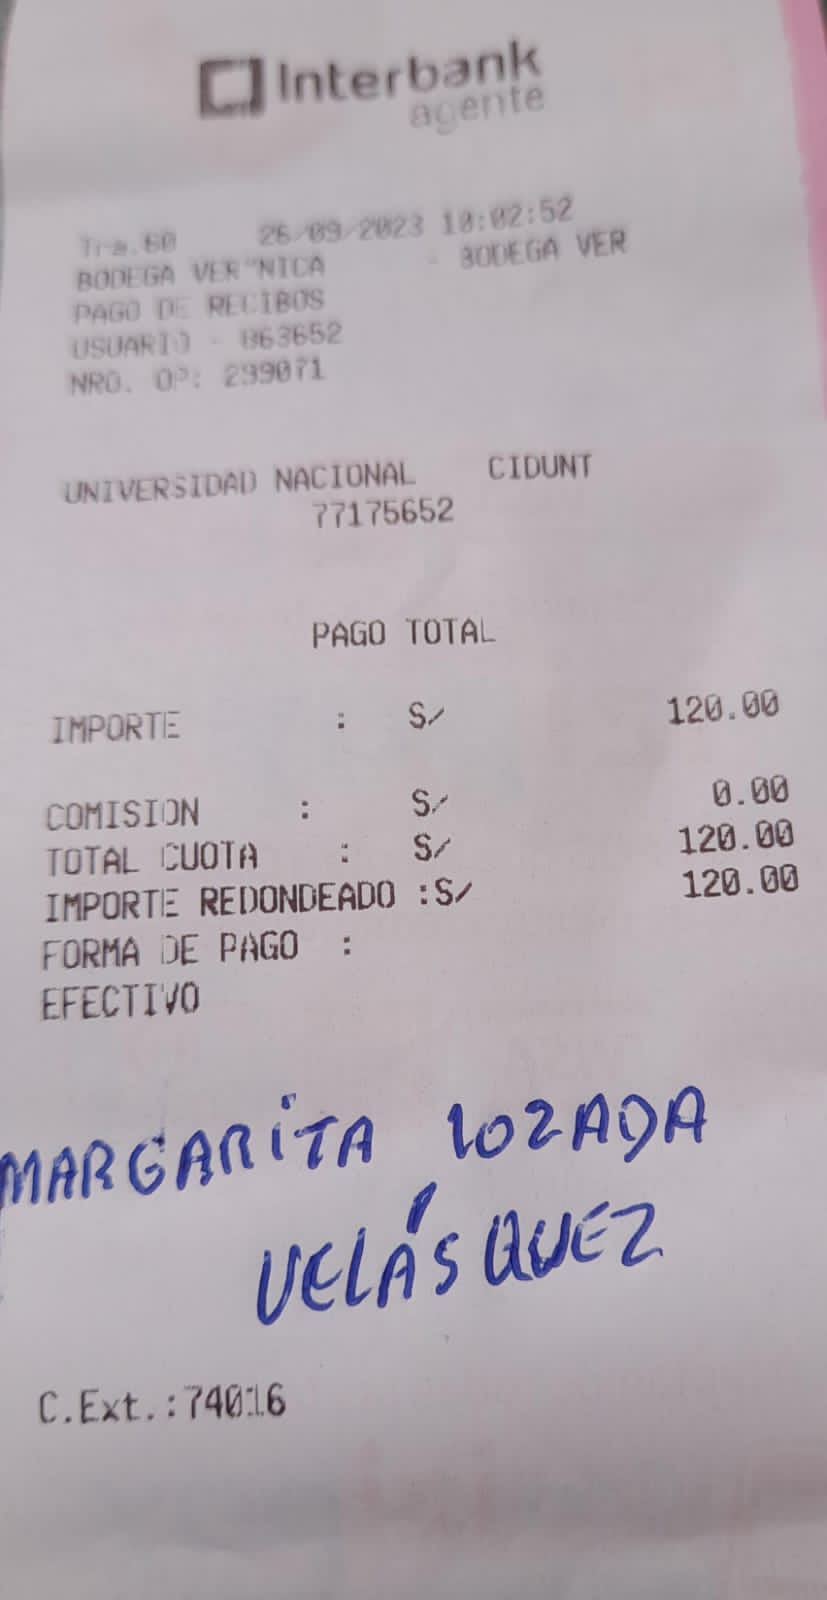 Interbank
agente
Tra.60 26/09/2023 18:02:52
BODEGA VER"NICA - BODEGA VER
PAGO DE RECIBOS
USUARIO - 863652
NRO. OP: 299071
UNIVERSIDAD NACIONAL CIDUNT
77175652
PAGO TOTAL
IMPORTE : S/ 120.00
COMISION : S/ 0.00
TOTAL CUOTA : S/ 120.00
IMPORTE REDONDEADO :S/ 120.00
FORMA DE PAGO :
EFECTIVO
MARGARITA LOZADA
VELÁSQUEZ
C.Ext.:74016